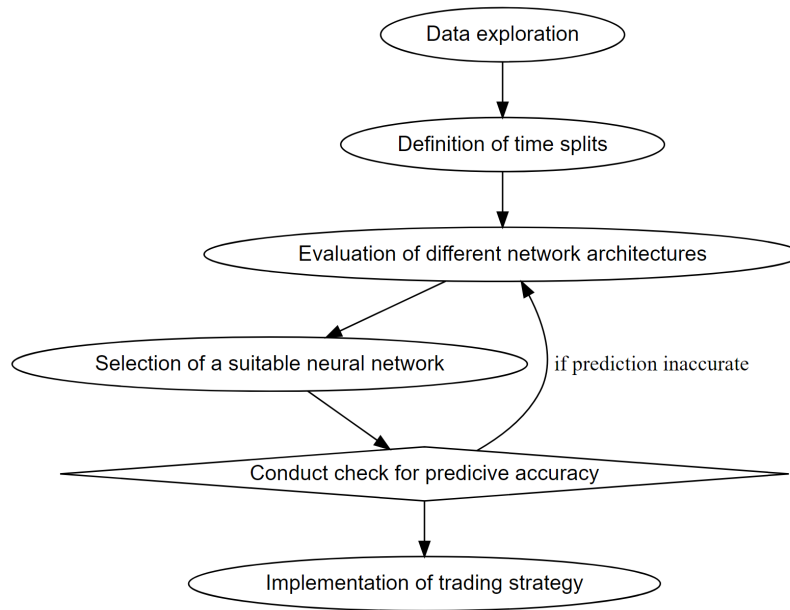 Data exploration
Definition of time splits
Evaluation of different network architectures
Selection of a suitable neural network
if prediction inaccurate
Conduct check for predicive accuracy
Implementation of trading strategy